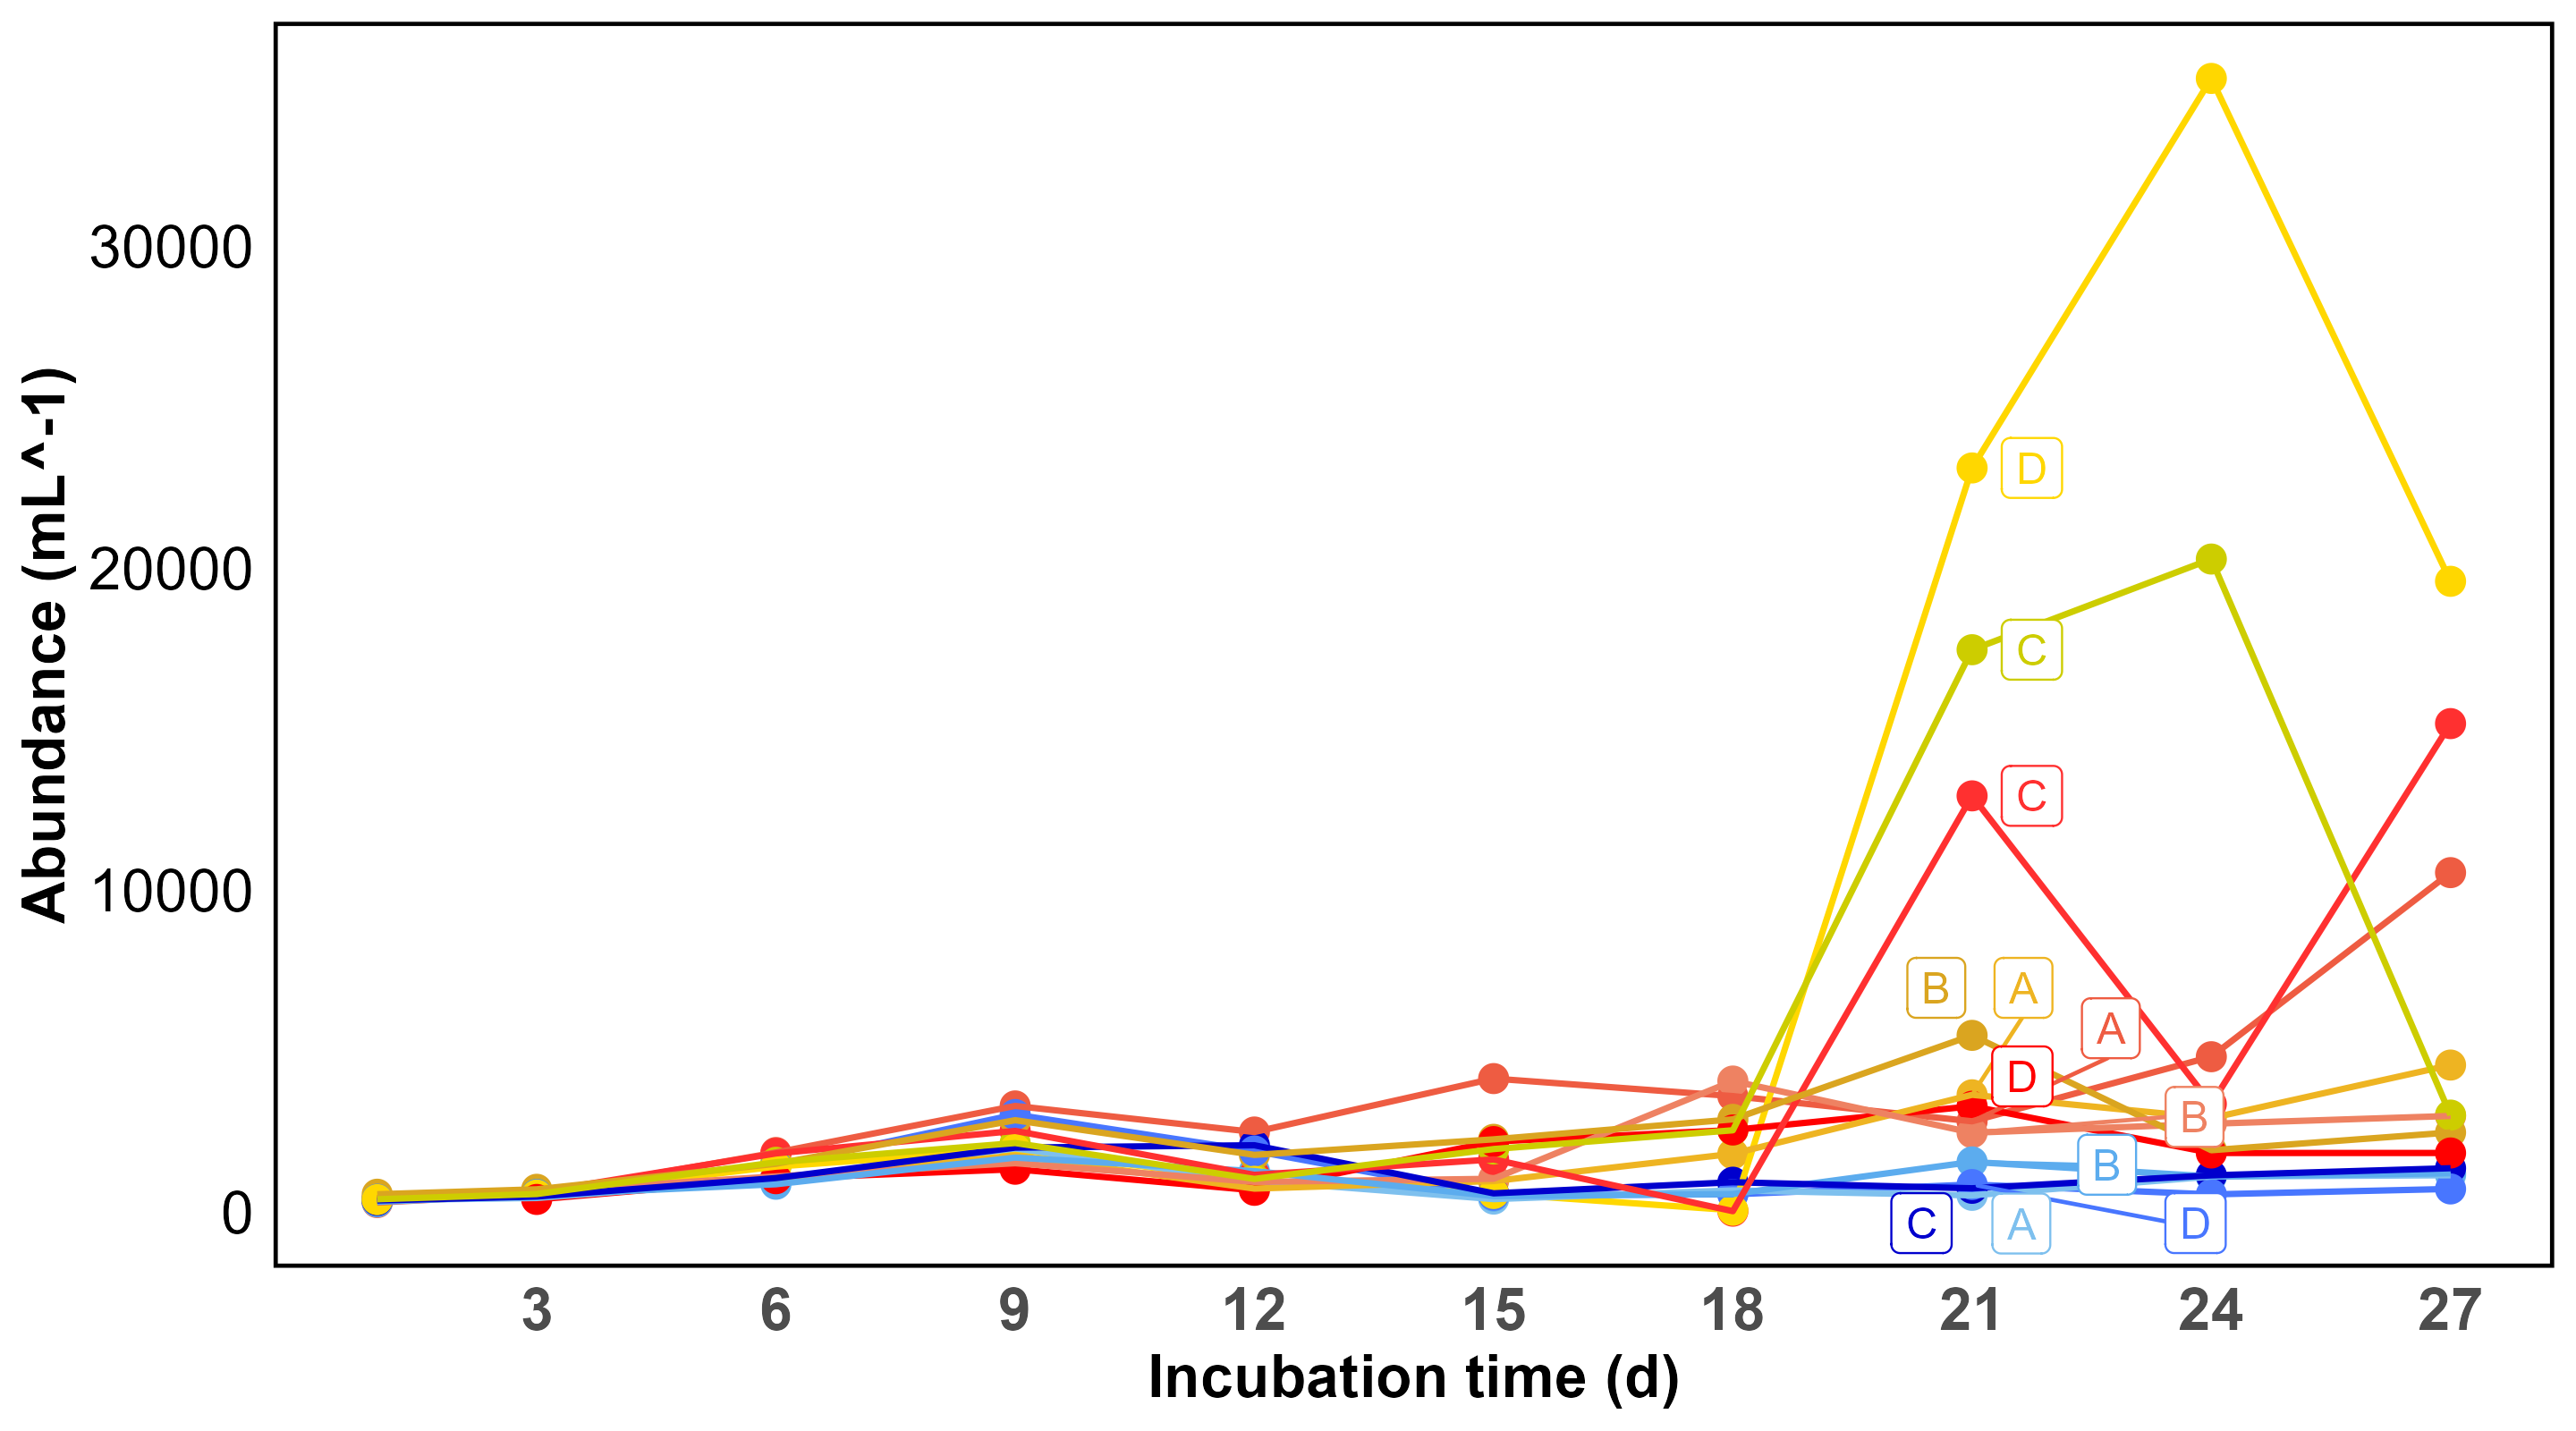 Abundance (mL^-1)
30000
20000
10000
0
D
C
C
B
A
A
D
B
B
C
A
D
3
6
9
12
15
18
21
24
27
Incubation time (d)